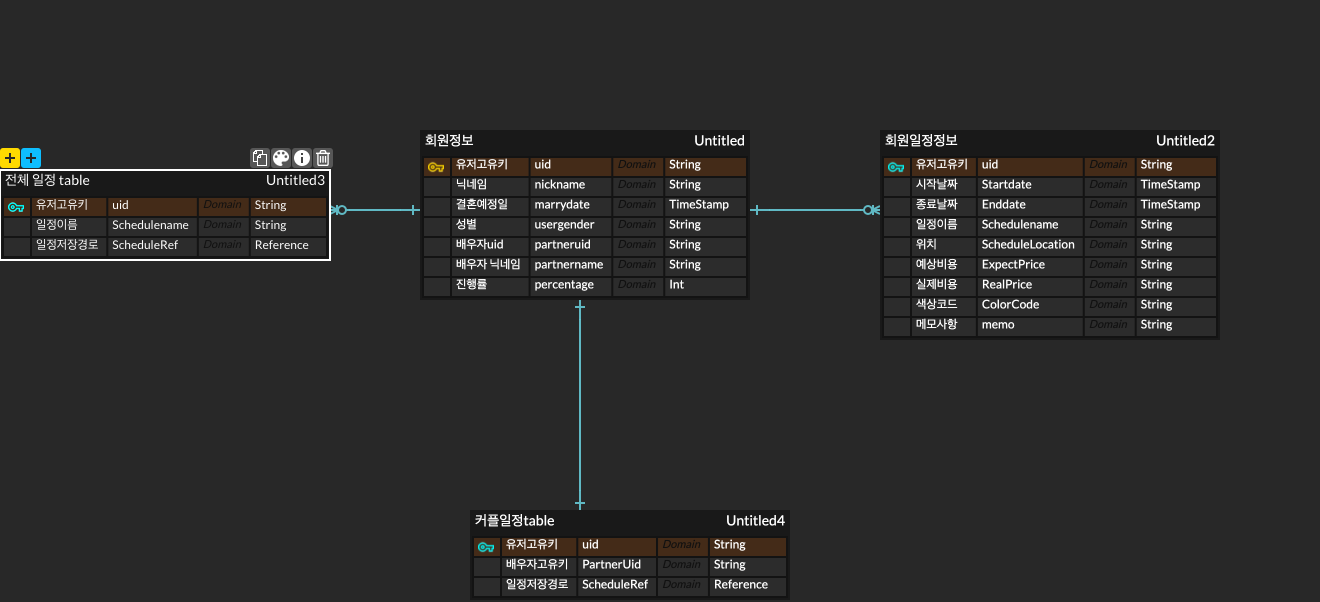 전체 일정 table Untitled3
유저고유키 uid Domain String
일정이름 Schedulename Domain String
일정저장경로 ScheduleRef Domain Reference
회원정보 Untitled
유저고유키 uid Domain String
닉네임 nickname Domain String
결혼예정일 marrydate Domain TimeStamp
성별 usergender Domain String
배우자uid partneruid Domain String
배우자 닉네임 partnername Domain String
진행률 percentage Domain Int
회원일정정보 Untitled2
유저고유키 uid Domain String
시작날짜 Startdate Domain TimeStamp
종료날짜 Enddate Domain TimeStamp
일정이름 Schedulename Domain String
위치 ScheduleLocation Domain String
예상비용 ExpectPrice Domain String
실제비용 RealPrice Domain String
색상코드 ColorCode Domain String
메모사항 memo Domain String
커플일정table Untitled4
유저고유키 uid Domain String
배우자고유키 PartnerUid Domain String
일정저장경로 ScheduleRef Domain Reference